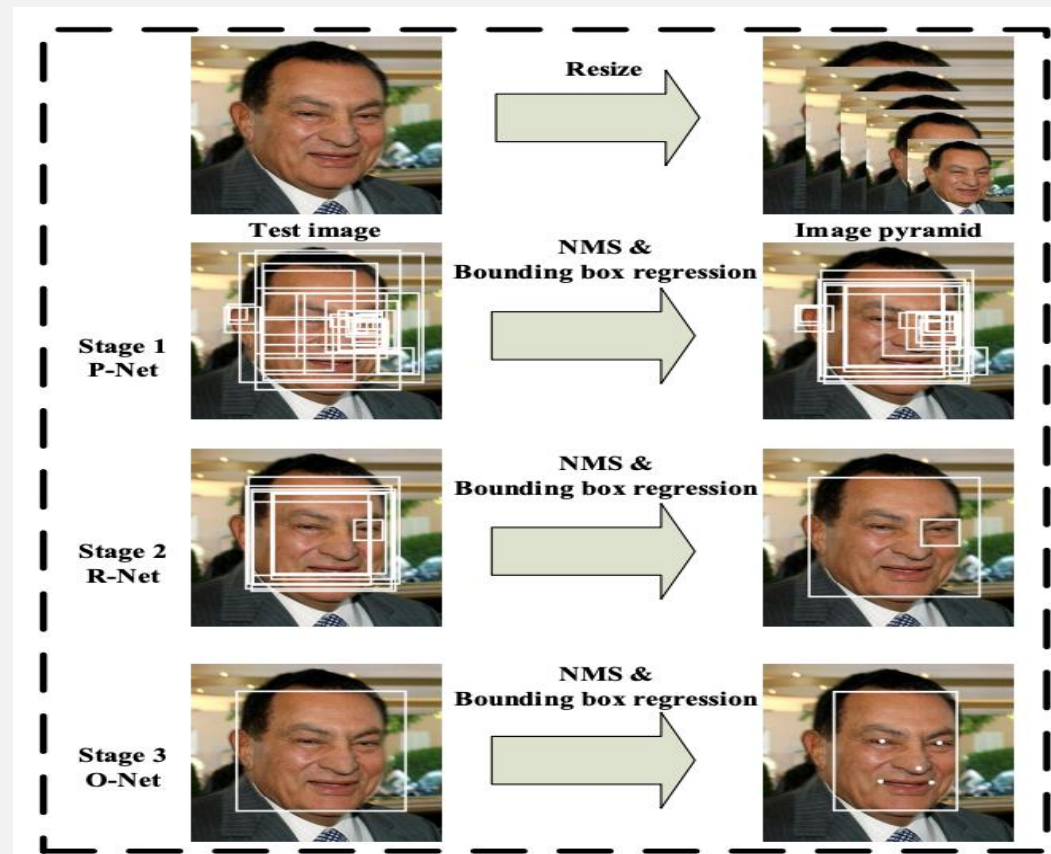 Resize
Test image
Image pyramid
NMS &
Bounding box regression
Stage 1
P-Net
NMS &
Bounding box regression
Stage 2
R-Net
NMS &
Bounding box regression
Stage 3
O-Net